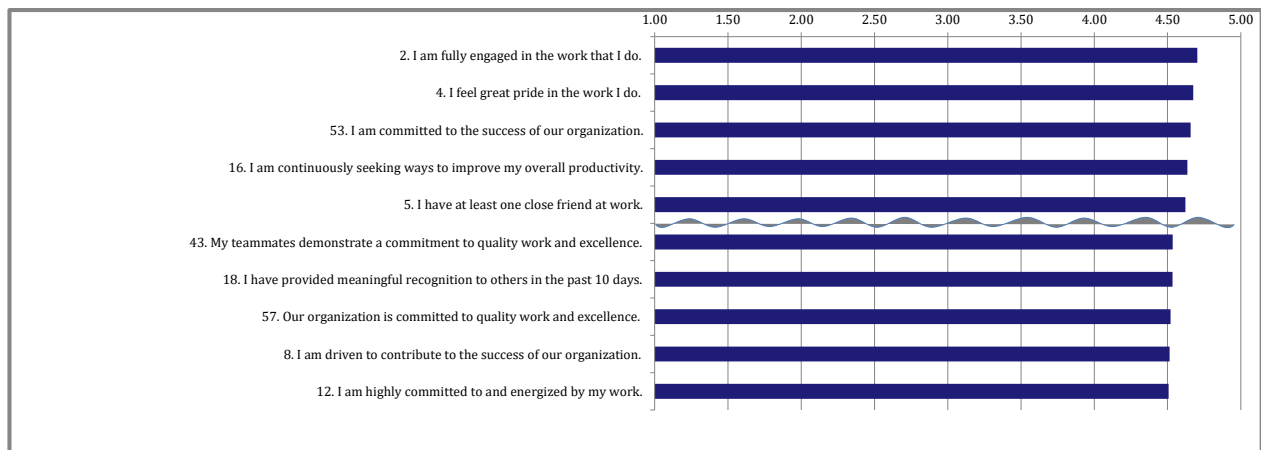 1.00 1.50 2.00 2.50 3.00 3.50 4.00 4.50 5.00
2. I am fully engaged in the work that I do.
4. I feel great pride in the work I do.
53. I am committed to the success of our organization.
16. I am continuously seeking ways to improve my overall productivity.
5. I have at least one close friend at work.
43. My teammates demonstrate a commitment to quality work and excellence.
18. I have provided meaningful recognition to others in the past 10 days.
57. Our organization is committed to quality work and excellence.
8. I am driven to contribute to the success of our organization.
12. I am highly committed to and energized by my work.